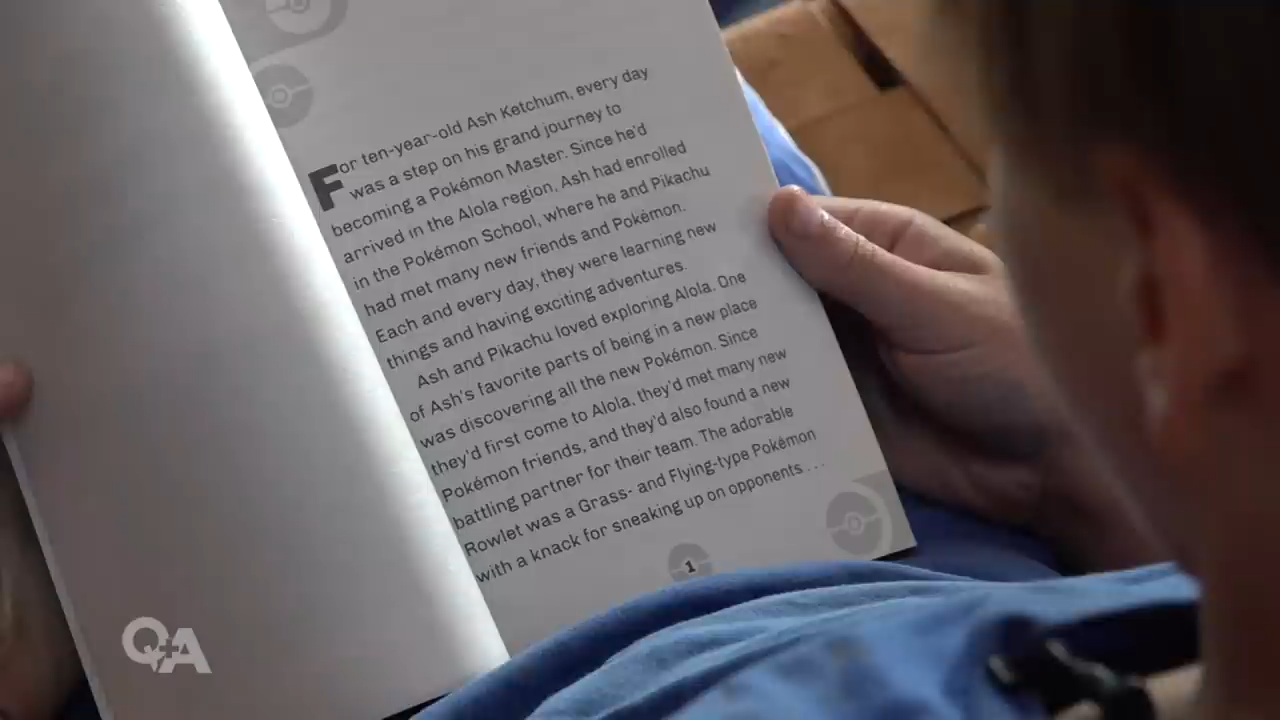 For ten-year-old Ash Ketchum, every day
was a step on his grand journey to
becoming a Pokémon Master. Since he'd
arrived in the Alola region, Ash had enrolled
in the Pokémon School, where he and Pikachu
had met many new friends and Pokémon.
Each and every day, they were learning new
things and having exciting adventures.
Ash and Pikachu loved exploring Alola. One
of Ash's favorite parts of being in a new place
was discovering all the new Pokémon. Since
they'd first come to Alola, they'd met many new
Pokémon friends, and they'd also found a new
battling partner for their team. The adorable
Rowlet was a Grass- and Flying-type Pokémon
with a knack for sneaking up on opponents . . .
1
Q+A